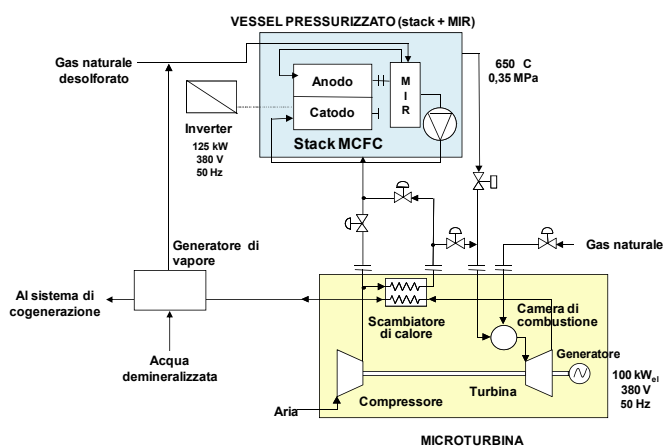 VESSEL PRESSURIZZATO (stack + MIR)
Gas naturale
desolforato
650 C
0,35 MPa
Anodo
Catodo
M
I
R
Stack MCFC
Inverter
125 kW
380 V
50 Hz
Generatore di
vapore
Gas naturale
Al sistema di
cogenerazione
Scambiatore
di calore
Camera di
combustione
Acqua
demineralizzata
Generatore
100 kWel
380 V
50 Hz
Turbina
Compressore
Aria
MICROTURBINA